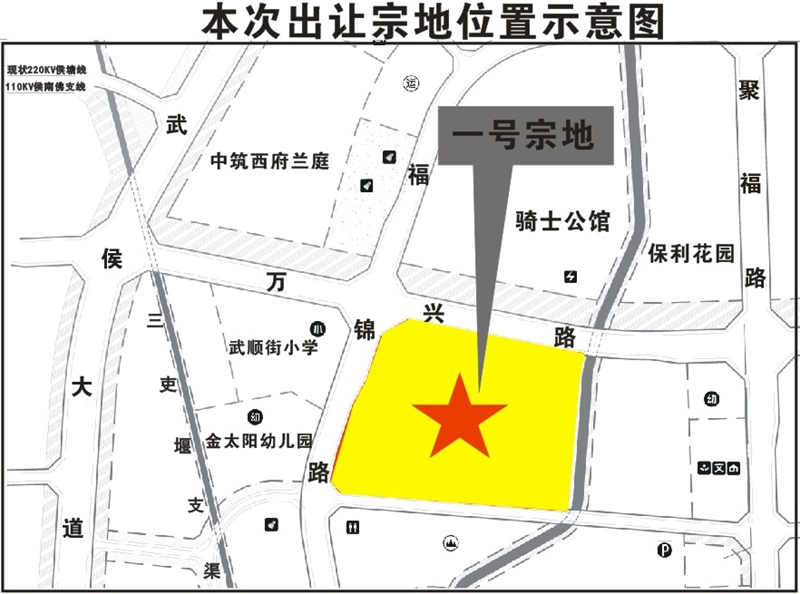 本次出让宗地位置示意图
现状220KV侯塘线
110KV侯南佛支线
运
聚福路
武侯大道
中筑西府兰庭
一号宗地
福锦路
骑士公馆
保利花园
万兴路
三吏堰支渠
小
武顺街小学
幼
金太阳幼儿园
幼
文
P